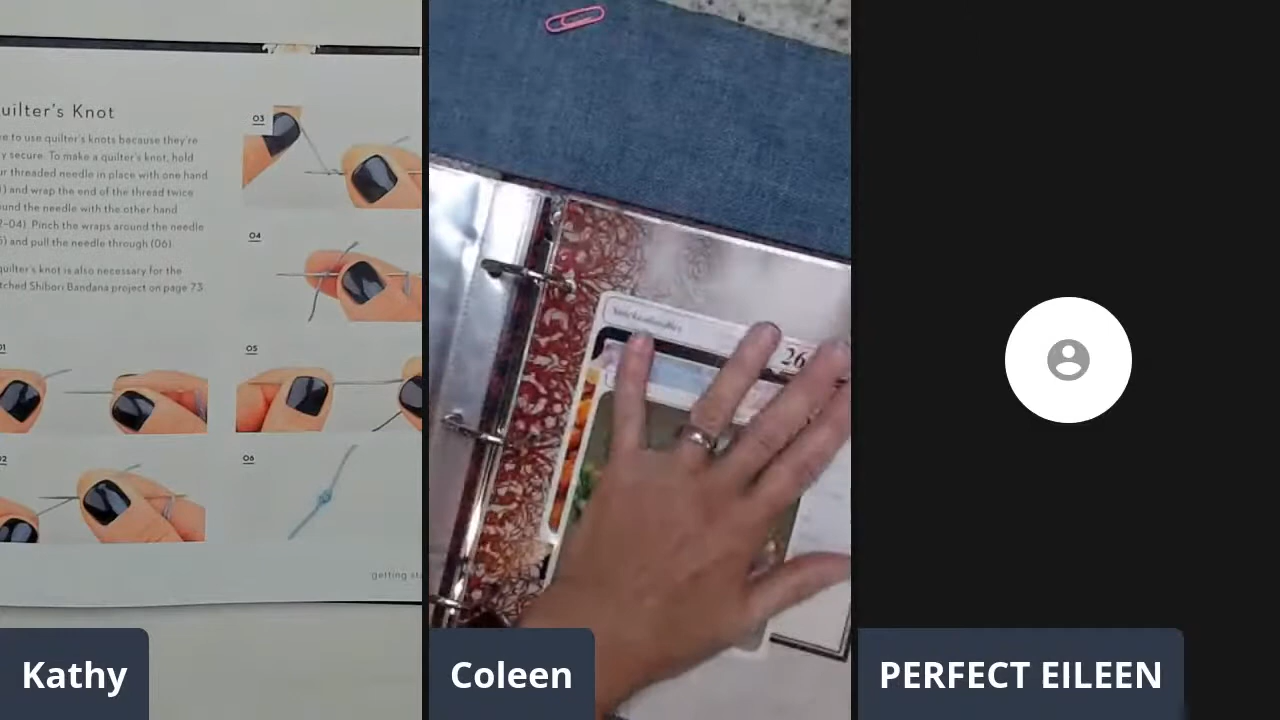 uilter's Knot
e to use quilter's knots because they're
y secure. To make a quilter's knot, hold
ur threaded needle in place with one hand
1) and wrap the end of the thread twice
und the needle with the other hand
2–04). Pinch the wraps around the needle
5) and pull the needle through (06).
quilter's knot is also necessary for the
tched Shibori Bandana project on page 73
03
04
01
05
02
06
getting sta
26
Kathy
Coleen
PERFECT EILEEN